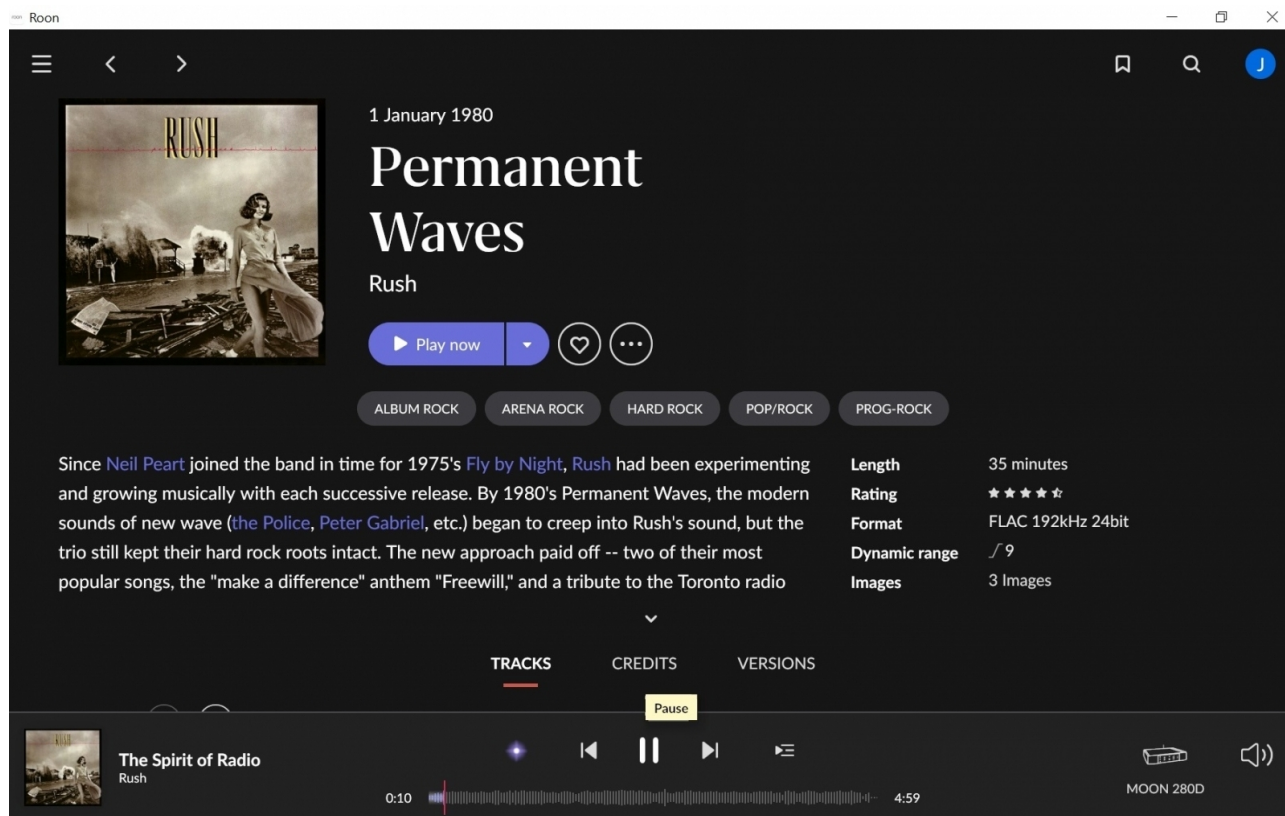 Roon
J
RUSH
1 January 1980
Permanent
Waves
Rush
Play now
ALBUM ROCK
ARENA ROCK
HARD ROCK
POP/ROCK
PROG-ROCK
Since Neil Peart joined the band in time for 1975's Fly by Night, Rush had been experimenting
and growing musically with each successive release. By 1980's Permanent Waves, the modern
sounds of new wave (the Police, Peter Gabriel, etc.) began to creep into Rush's sound, but the
trio still kept their hard rock roots intact. The new approach paid off -- two of their most
popular songs, the "make a difference" anthem "Freewill," and a tribute to the Toronto radio
Length 35 minutes
Rating
Format FLAC 192kHz 24bit
Dynamic range 9
Images 3 Images
TRACKS
CREDITS
VERSIONS
Pause
RUSH
The Spirit of Radio
Rush
0:10
4:59
MOON 280D